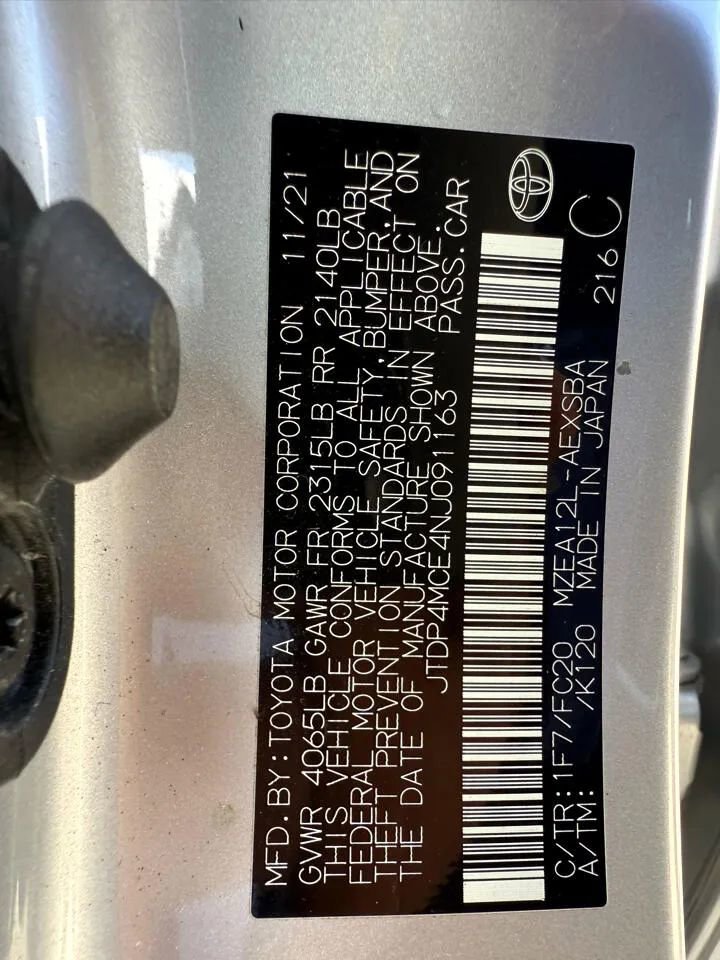 MFD.BY:TOYOTA MOTOR CORPORATION 11/21
GVWR 4065LB GAWR FR 2315LB RR 2140LB
THIS VEHICLE CONFORMS TO ALL APPLICABLE
FEDERAL MOTOR VEHICLE SAFETY,BUMPER,AND
THEFT PREVENTION STANDARDS IN EFFECT ON
THE DATE OF MANUFACTURE SHOWN ABOVE.
JTDP4MCE4NJ091163 PASS.CAR
C/TR:1F7/FC20 MZEA12L-AEXSBA
A/TM: /K120 MADE IN JAPAN 216 C